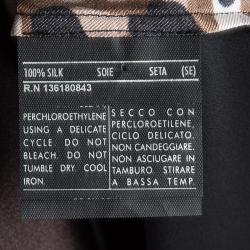 100% SILK SOIE SETA (SE)
R.N 136180843
PERCHLOROETHYLENE
USING A DELICATE
CYCLE. DO NOT
BLEACH. DO NOT
TUMBLE DRY. COOL
IRON.
SECCO CON
PERCLOROETILENE,
CICLO DELICATO.
NON CANDEGGIARE.
NON ASCIUGARE IN
TAMBURO. STIRARE
A BASSA TEMP.